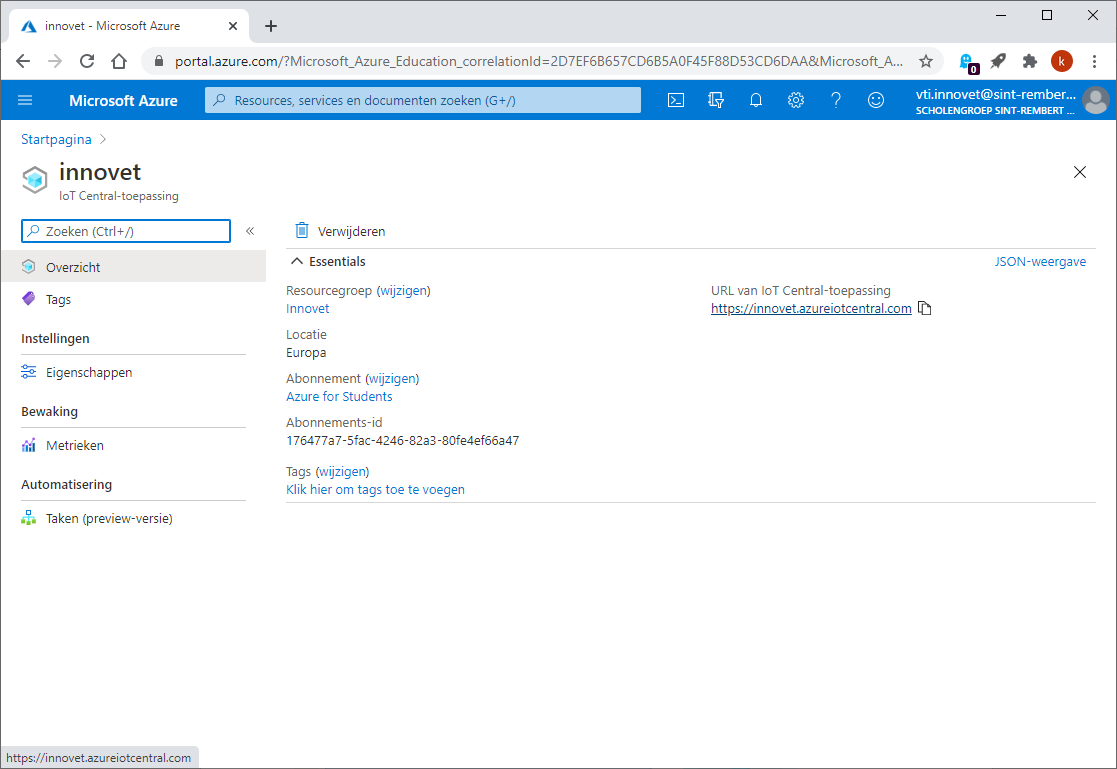 innovet - Microsoft Azure
portal.azure.com/?Microsoft_Azure_Education_correlationId=2D7EF6B657CD6B5A0F45F88D53CD6DAA&Microsoft_A...
0
k
Microsoft Azure
Resources, services en documenten zoeken (G+/)
vti.innovet@sint-rember...
SCHOLENGROEP SINT-REMBERT ...
Startpagina
innovet
IoT Central-toepassing
Zoeken (Ctrl+/)
«
Verwijderen
Overzicht
Tags
Instellingen
Eigenschappen
Bewaking
Metrieken
Automatisering
Taken (preview-versie)
Essentials
JSON-weergave
Resourcegroep (wijzigen)
Innovet
Locatie
Europa
Abonnement (wijzigen)
Azure for Students
Abonnements-id
176477a7-5fac-4246-82a3-80fe4ef66a47
Tags (wijzigen)
Klik hier om tags toe te voegen
URL van IoT Central-toepassing
https://innovet.azureiotcentral.com
https://innovet.azureiotcentral.com